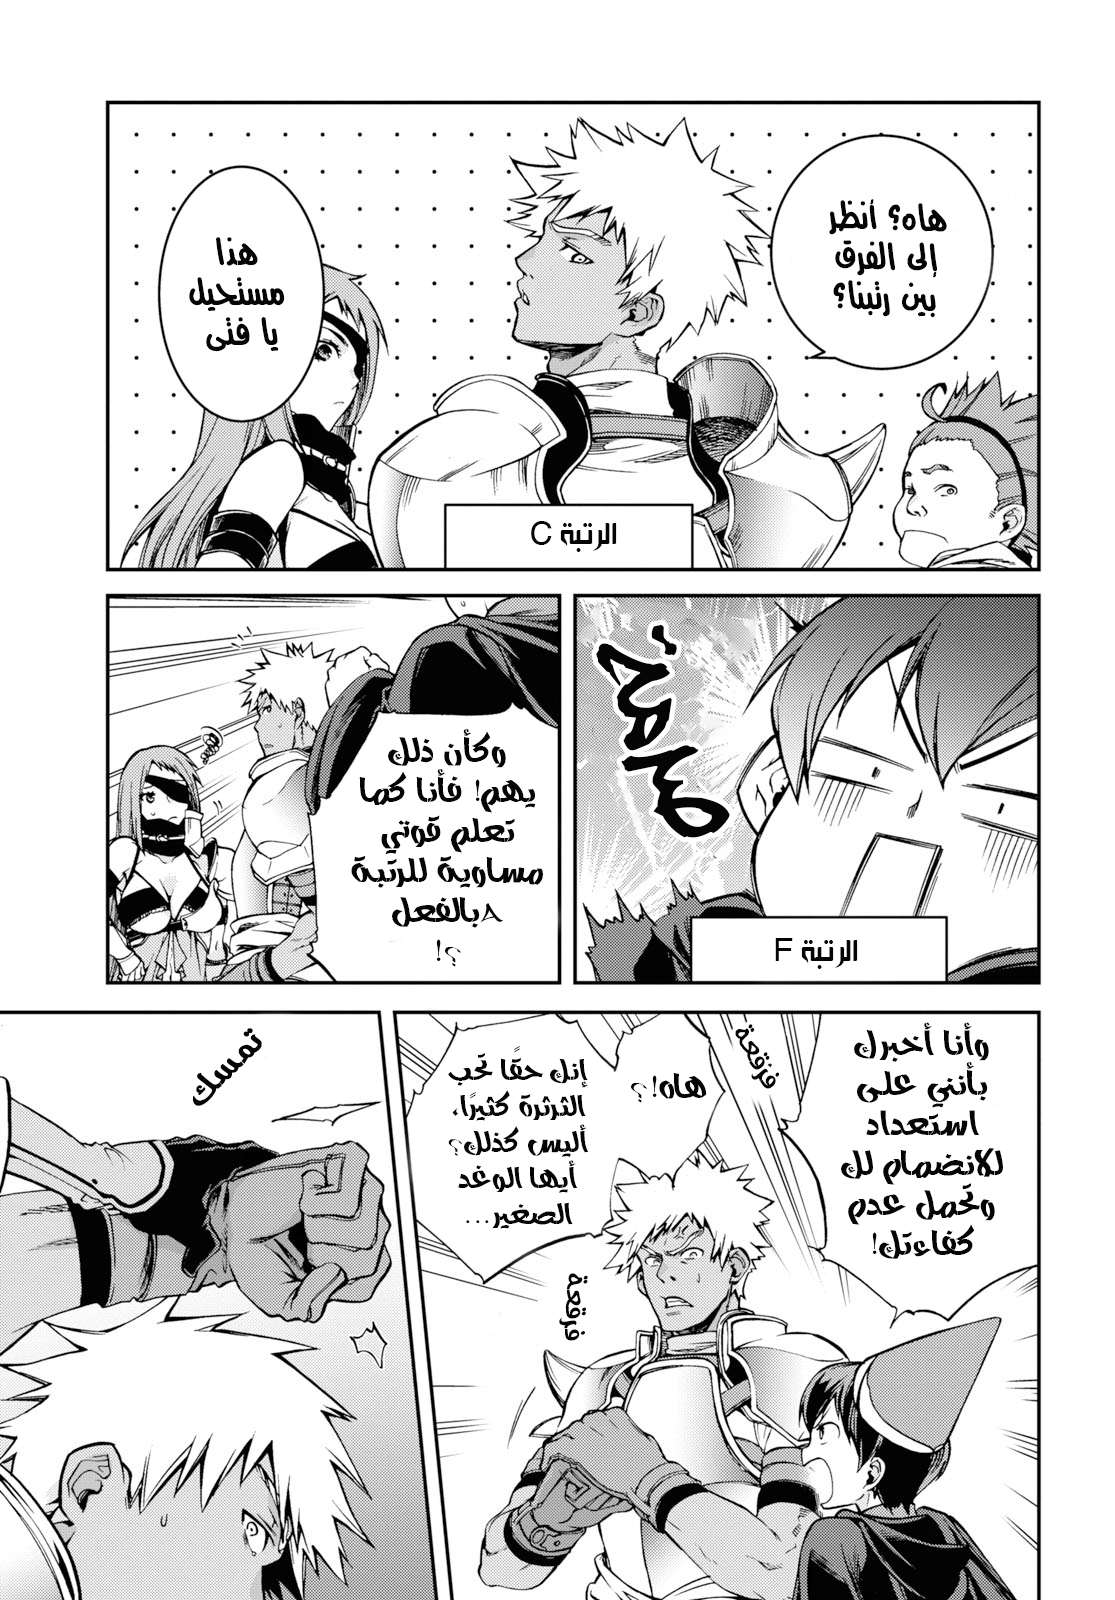 هاه؟ أنظر
إلى الفرق
بين رتبنا؟
هذا
مستحيل
يا فتى
الرتبة C
صدمة
الرتبة F
وكأن ذلك
يهم! فأنا كما
تعلم قوتي
مساوية للرتبة
A بالفعل
؟!
وأنا أخبرك
بأنني على
استعداد
للانضمام لك
وتحمل عدم
كفاءتك!
فرقعة
هاه!؟
إنك حقًا تحب
الثرثرة كثيرًا،
أليس كذلك؟
أيها الوغد
الصغير...
فرقعة
تمسك